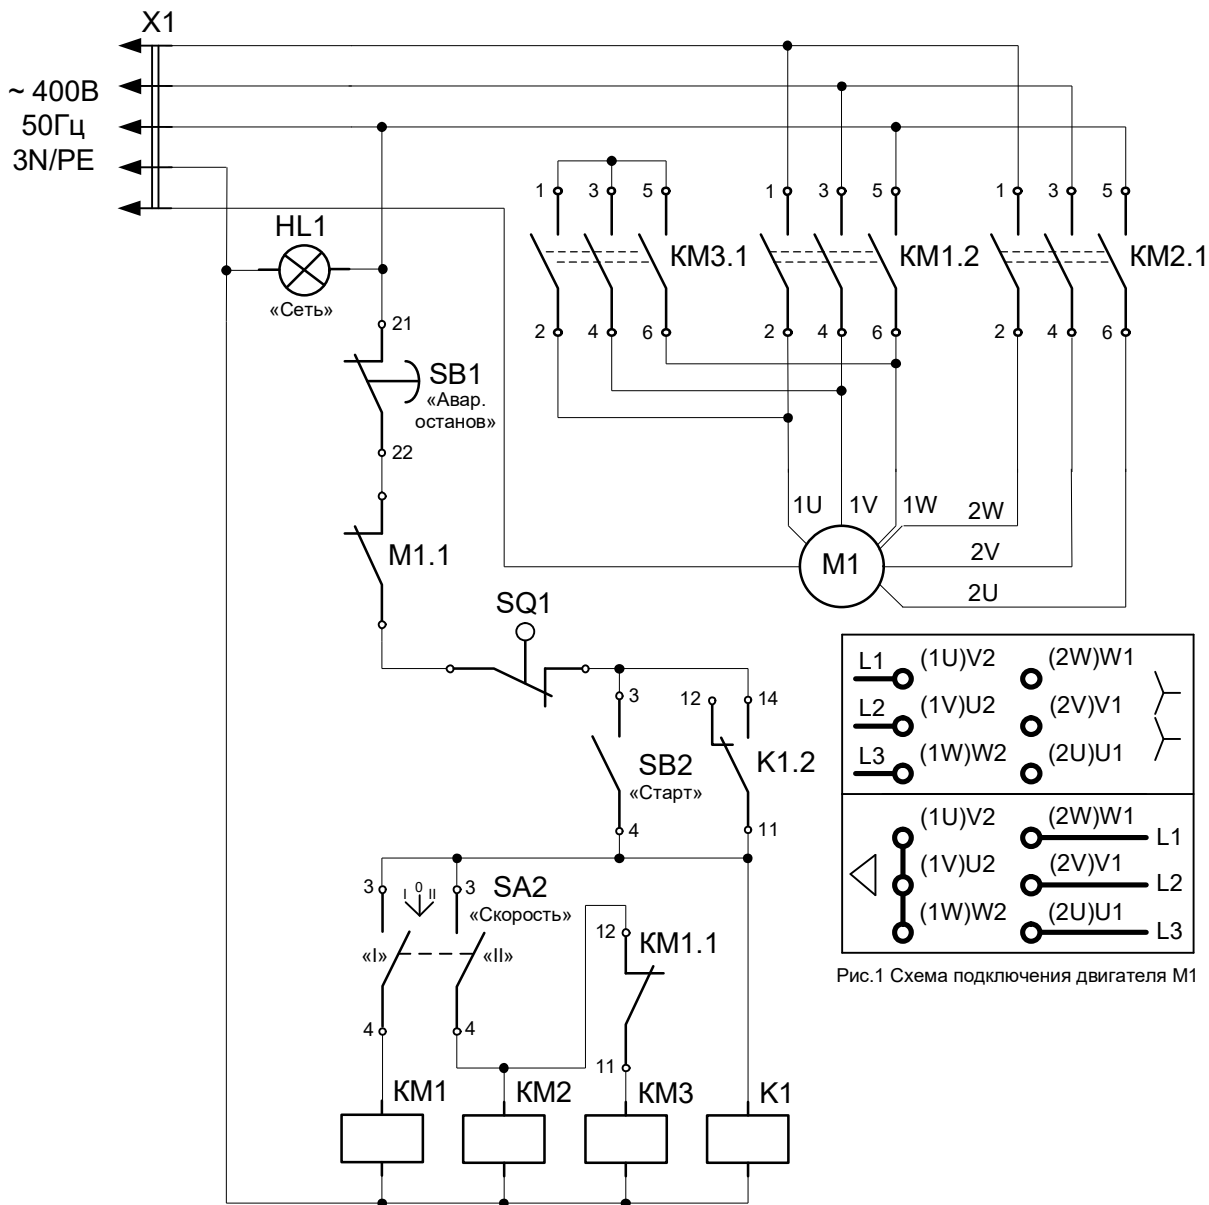 X1
~ 400В
50Гц
3N/PE
HL1
«Сеть»
21
SB1
«Авар.
останов»
22
M1.1
SQ1
1 3 5
KM3.1
2 4 6
1 3 5
KM1.2
2 4 6
1 3 5
KM2.1
2 4 6
1U 1V 1W 2W
M1
2V
2U
3 12 14
SB2
«Старт»
K1.2
4 11
3 I 0 II 3
SA2
«Скорость»
«I» «II»
4 4
12
KM1.1
11
KM1 KM2 KM3 K1
L1 (1U)V2 (2W)W1
L2 (1V)U2 (2V)V1
L3 (1W)W2 (2U)U1
(1U)V2 (2W)W1 L1
(1V)U2 (2V)V1 L2
(1W)W2 (2U)U1 L3
Рис.1 Схема подключения двигателя М1